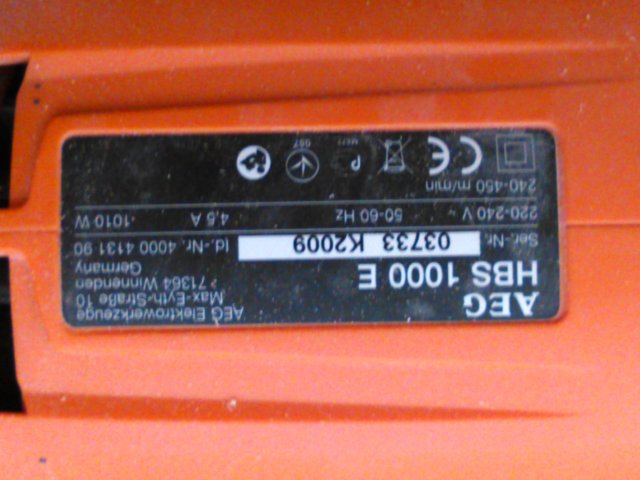 AEG
HBS 1000 E
AEG Elektrowerkzeuge
Max-Eyth-Straße 10
71364 Winnenden
Germany
Ser.-Nr. 03733 K2009 Id.-Nr. 4000 4131 90
220-240 V 50-60 Hz 4,5 A 1010 W
240-450 m/min
CE